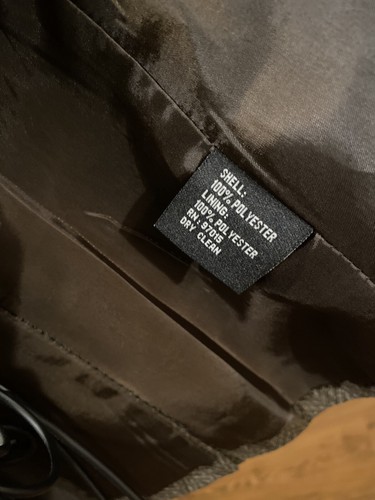 SHELL:
100% POLYESTER
LINING:
100% POLYESTER
RN: 97015
DRY CLEAN